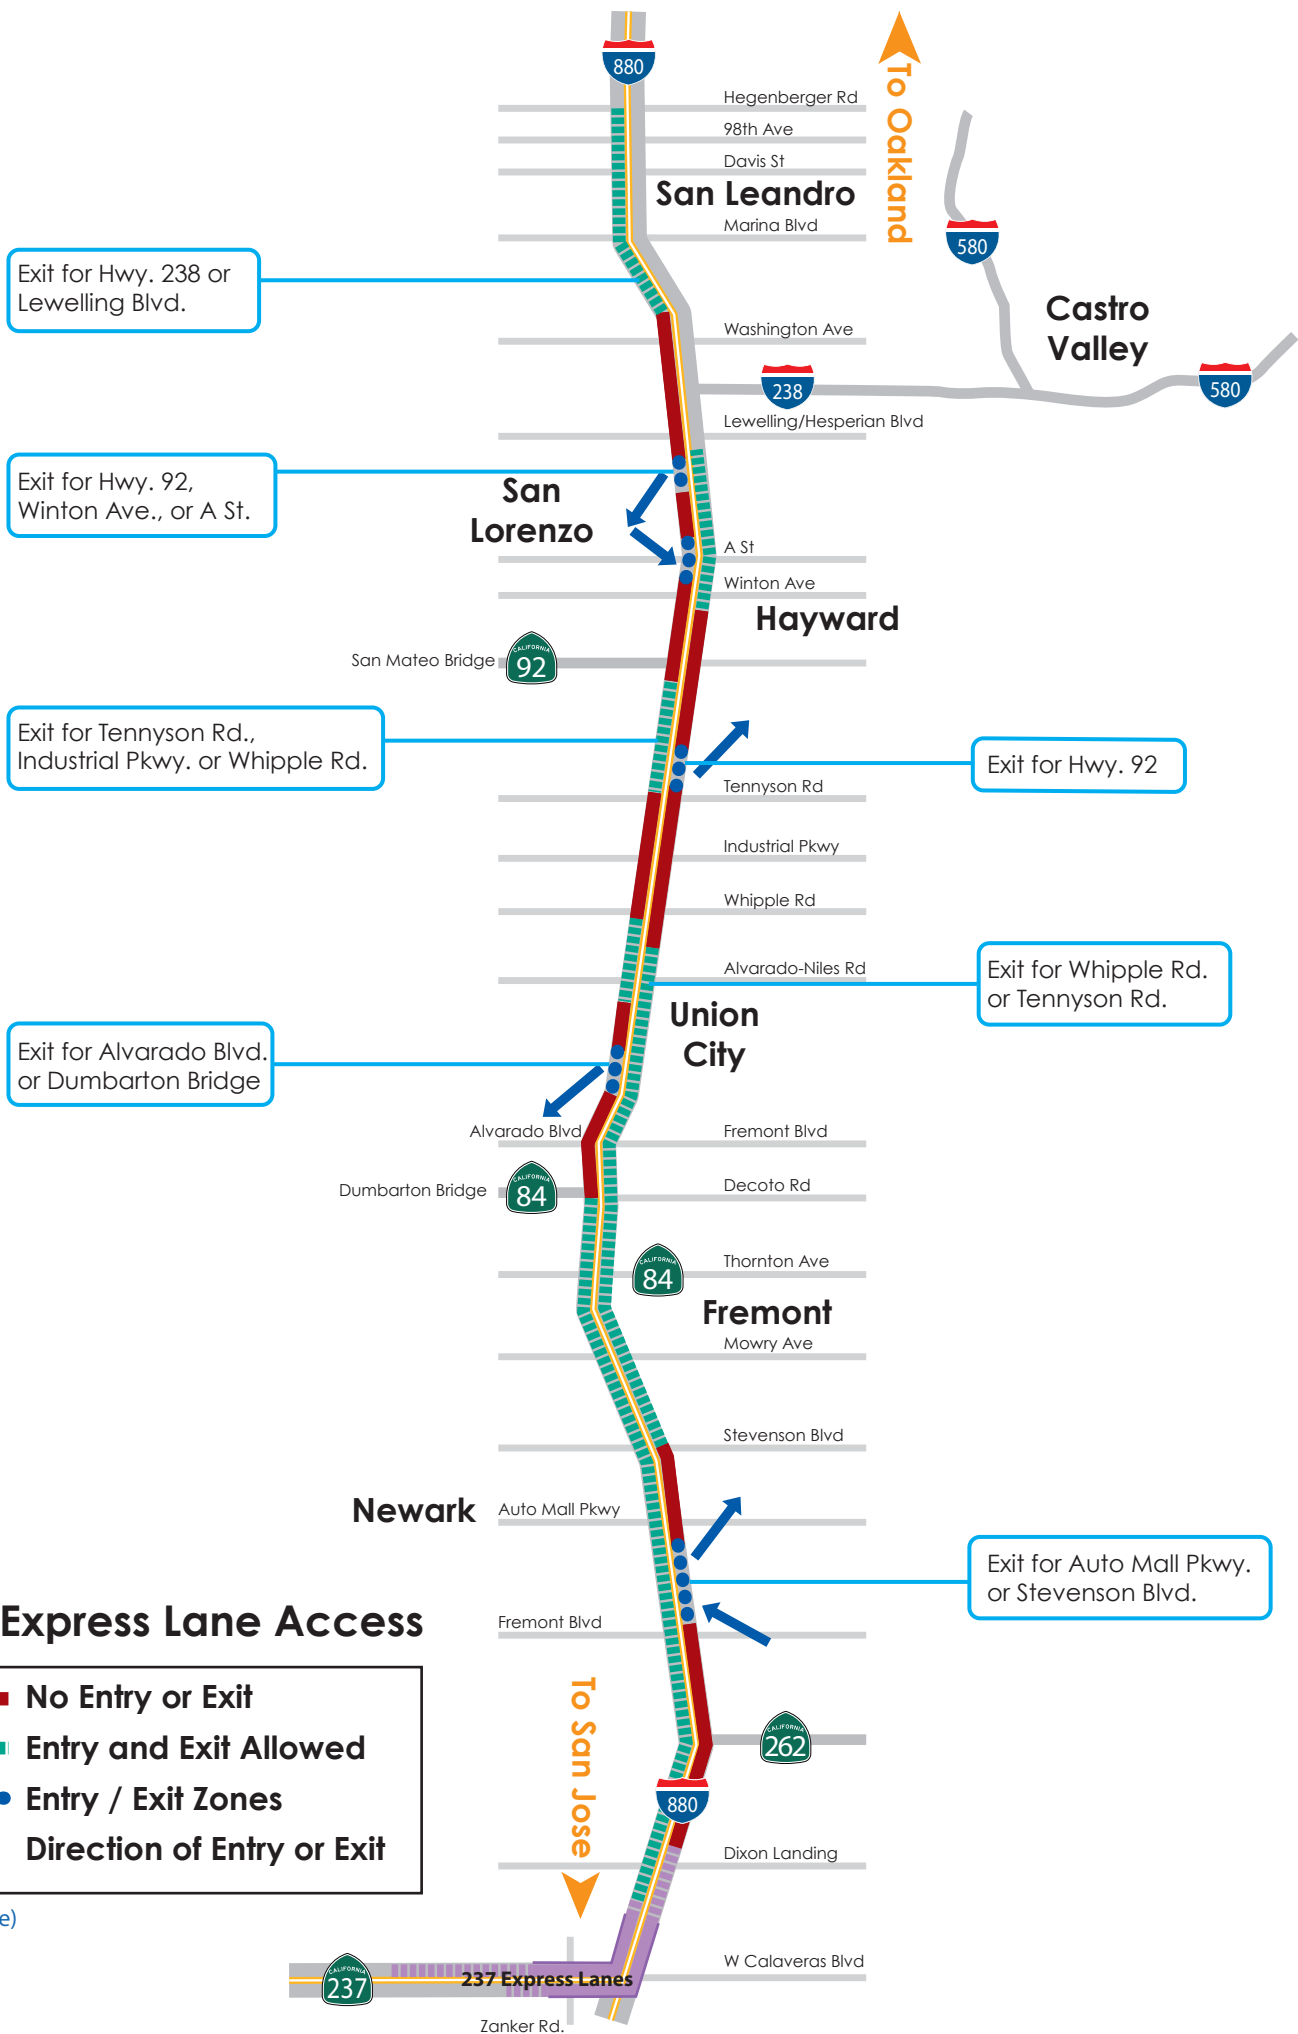 880
To Oakland
Hegenberger Rd
98th Ave
Davis St
San Leandro
Marina Blvd
580
Exit for Hwy. 238 or
Lewelling Blvd.
Castro
Valley
Washington Ave
238
580
Lewelling/Hesperian Blvd
Exit for Hwy. 92,
Winton Ave., or A St.
San
Lorenzo
A St
Winton Ave
Hayward
San Mateo Bridge
CALIFORNIA
92
Exit for Tennyson Rd.,
Industrial Pkwy. or Whipple Rd.
Exit for Hwy. 92
Tennyson Rd
Industrial Pkwy
Whipple Rd
Alvarado-Niles Rd
Exit for Whipple Rd.
or Tennyson Rd.
Union
City
Exit for Alvarado Blvd.
or Dumbarton Bridge
Alvarado Blvd
Fremont Blvd
Dumbarton Bridge
CALIFORNIA
84
Decoto Rd
CALIFORNIA
84
Thornton Ave
Fremont
Mowry Ave
Stevenson Blvd
Newark
Auto Mall Pkwy
Exit for Auto Mall Pkwy.
or Stevenson Blvd.
Fremont Blvd
Express Lane Access
No Entry or Exit
Entry and Exit Allowed
Entry / Exit Zones
Direction of Entry or Exit
e)
To San Jose
CALIFORNIA
262
880
Dixon Landing
W Calaveras Blvd
CALIFORNIA
237
237 Express Lanes
Zanker Rd.